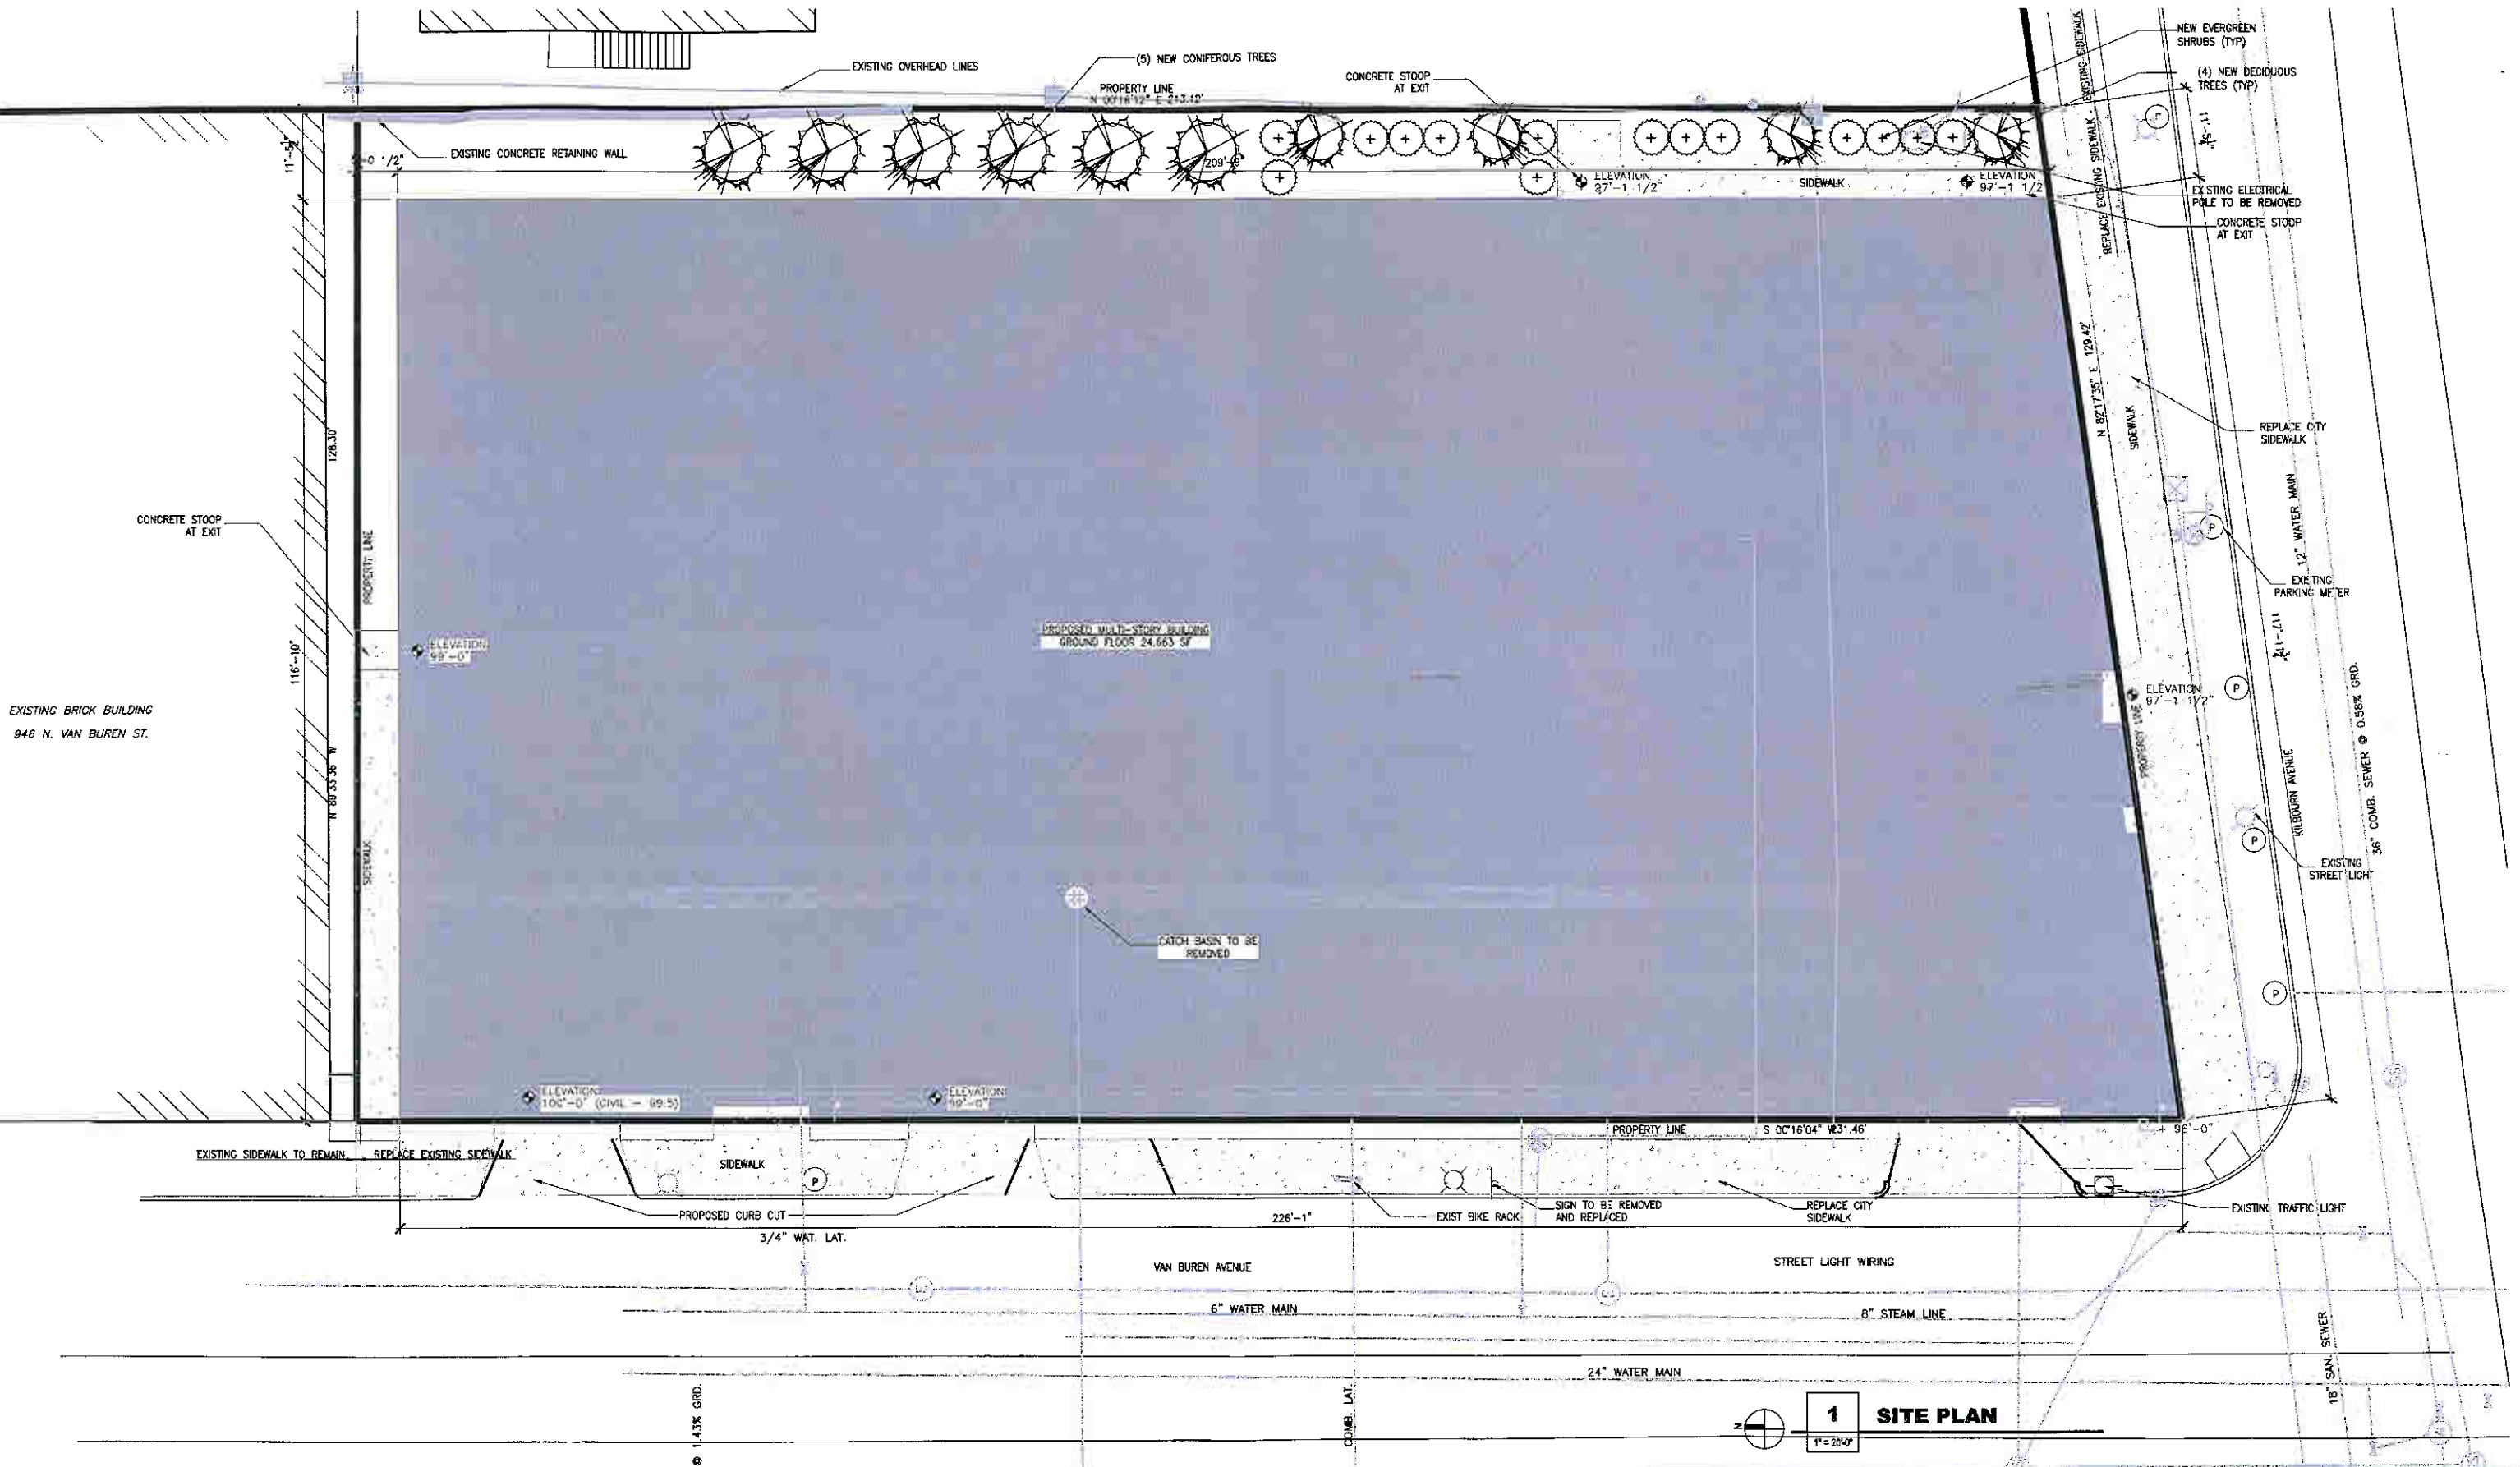 EXISTING OVERHEAD LINES
(5) NEW CONIFEROUS TREES
PROPERTY LINE
N 00°16'12" E 213.12'
CONCRETE STOOP
AT EXIT
NEW EVERGREEN
SHRUBS (TYP)
(4) NEW DECIDUOUS
TREES (TYP)
EXISTING SIDEWALK
REPLACE EXISTING SIDEWALK
EXISTING CONCRETE RETAINING WALL
ELEVATION
97'-1 1/2"
SIDEWALK
ELEVATION
97'-1 1/2"
EXISTING ELECTRICAL
POLE TO BE REMOVED
CONCRETE STOOP
AT EXIT
128.30'
N 82°17'35" E 129.42'
SIDEWALK
REPLACE CITY
SIDEWALK
12" WATER MAIN
CONCRETE STOOP
AT EXIT
PROPERTY LINE
P
EXISTING
PARKING METER
116'-10"
ELEVATION
99'-0"
PROPOSED MULTI-STORY BUILDING
GROUND FLOOR 24,663 SF
P
ELEVATION
97'-1 1/2"
PROPERTY LINE
EXISTING BRICK BUILDING
946 N. VAN BUREN ST.
36" COMB. SEWER @ 0.58% GRD.
KILBOURN AVENUE
P
EXISTING
STREET LIGHT
SIDEWALK
CATCH BASIN TO BE
REMOVED
P
ELEVATION
100'-0" (CIVIL - 69.5)
ELEVATION
99'-0"
PROPERTY LINE
S 00°16'04" W 231.46'
EXISTING SIDEWALK TO REMAIN
REPLACE EXISTING SIDEWALK
SIDEWALK
P
PROPOSED CURB CUT
226'-1"
EXIST BIKE RACK
SIGN TO BE REMOVED
AND REPLACED
REPLACE CITY
SIDEWALK
EXISTING TRAFFIC LIGHT
3/4" WAT. LAT.
VAN BUREN AVENUE
STREET LIGHT WIRING
6" WATER MAIN
8" STEAM LINE
24" WATER MAIN
18" SAN. SEWER
@ 1.43% GRD.
COMB. LAT.
N
1
SITE PLAN
1" = 20'-0"